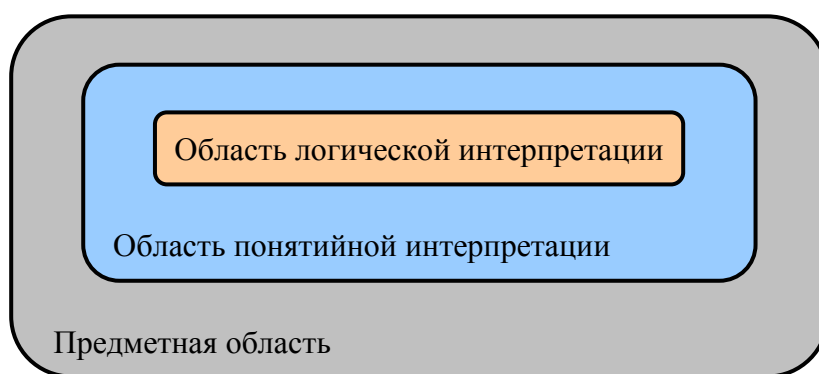 Область логической интерпретации
Область понятийной интерпретации
Предметная область